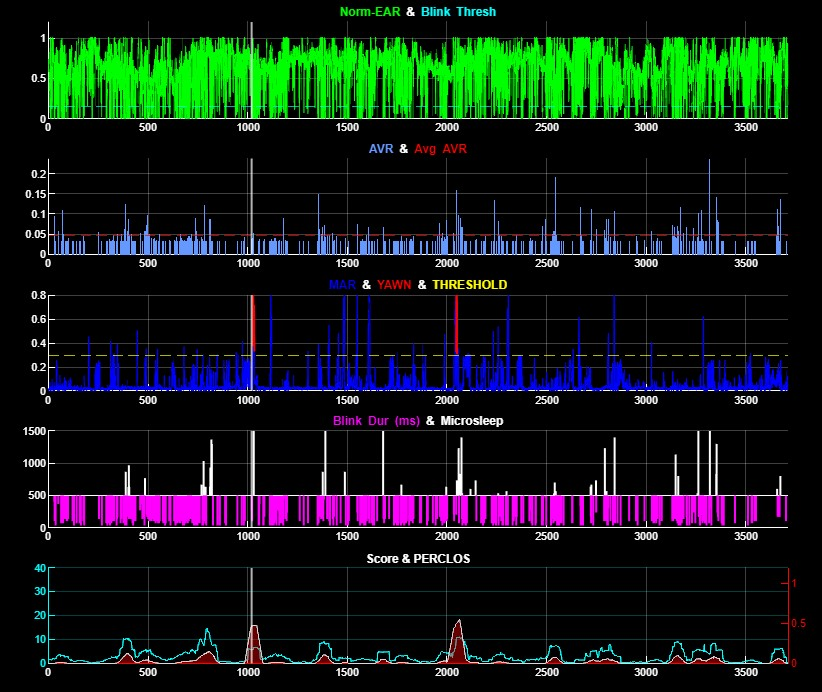 Norm-EAR & Blink Thresh
1
0.5
0
0 500 1000 1500 2000 2500 3000 3500
AVR & Avg AVR
0.2
0.15
0.1
0.05
0
0 500 1000 1500 2000 2500 3000 3500
MAR & YAWN & THRESHOLD
0.8
0.6
0.4
0.2
0
0 500 1000 1500 2000 2500 3000 3500
Blink Dur (ms) & Microsleep
1500
1000
500
0
0 500 1000 1500 2000 2500 3000 3500
Score & PERCLOS
40
30 1
20
10 0.5
0 0
0 500 1000 1500 2000 2500 3000 3500